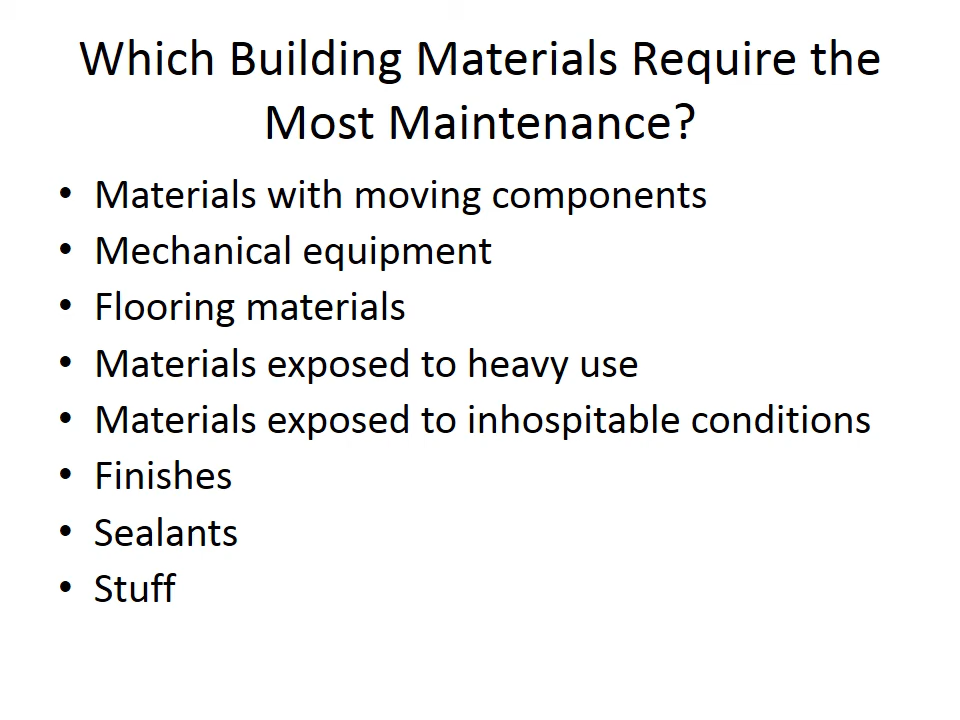 Which Building Materials Require the
Most Maintenance?
• Materials with moving components
• Mechanical equipment
• Flooring materials
• Materials exposed to heavy use
• Materials exposed to inhospitable conditions
• Finishes
• Sealants
• Stuff